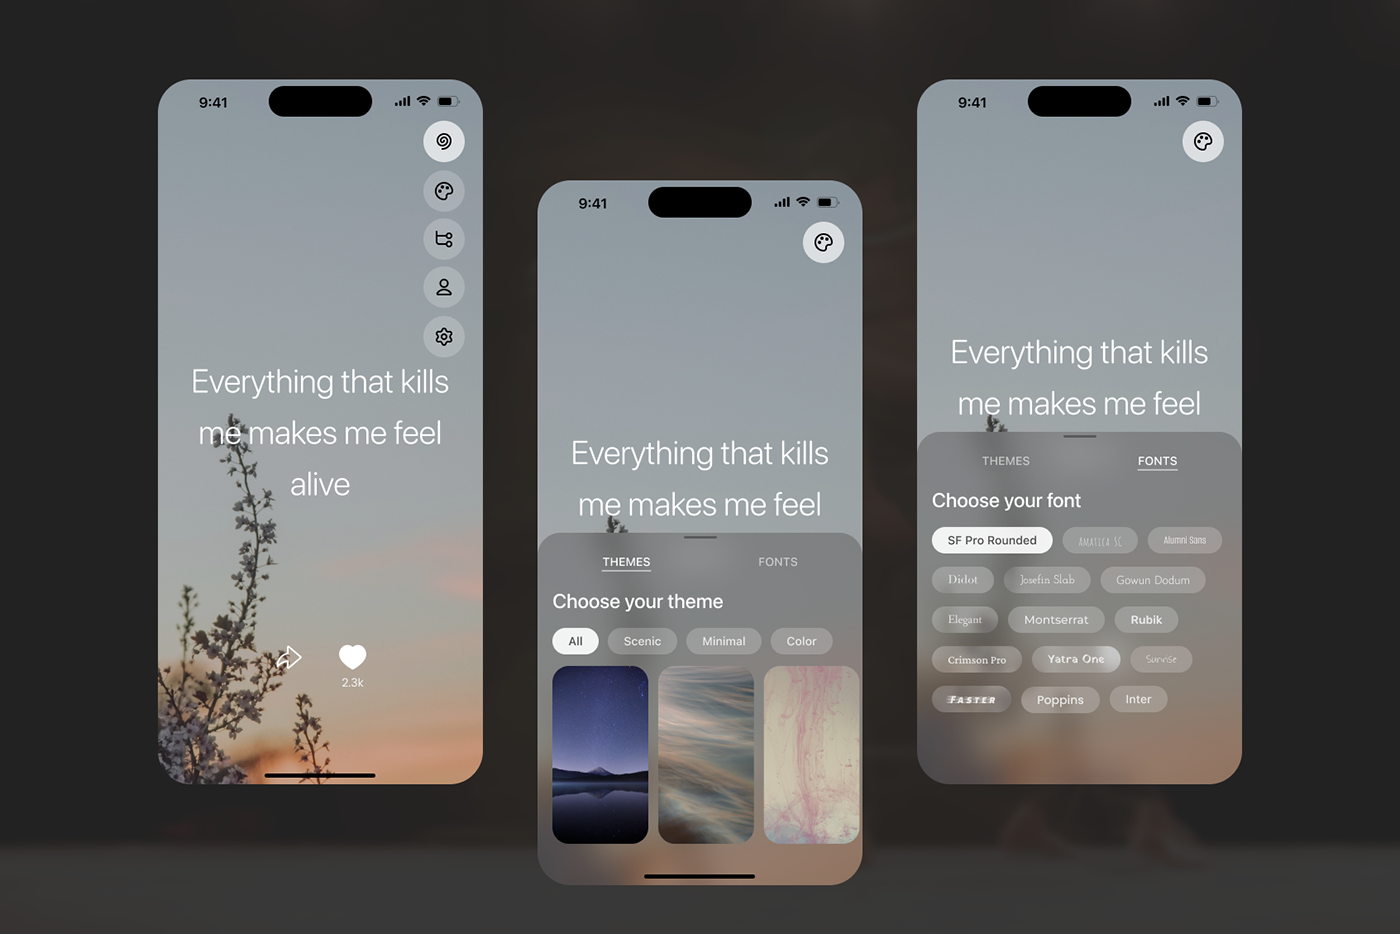 9:41
Everything that kills
me makes me feel
alive
2.3k
9:41
Everything that kills
me makes me feel
THEMES FONTS
Choose your theme
All Scenic Minimal Color
9:41
Everything that kills
me makes me feel
THEMES FONTS
Choose your font
SF Pro Rounded Amatica SC Alumni Sans
Didot Josefin Slab Gowun Dodum
Elegant Montserrat Rubik
Crimson Pro Yatra One Sunrise
Faster Poppins Inter